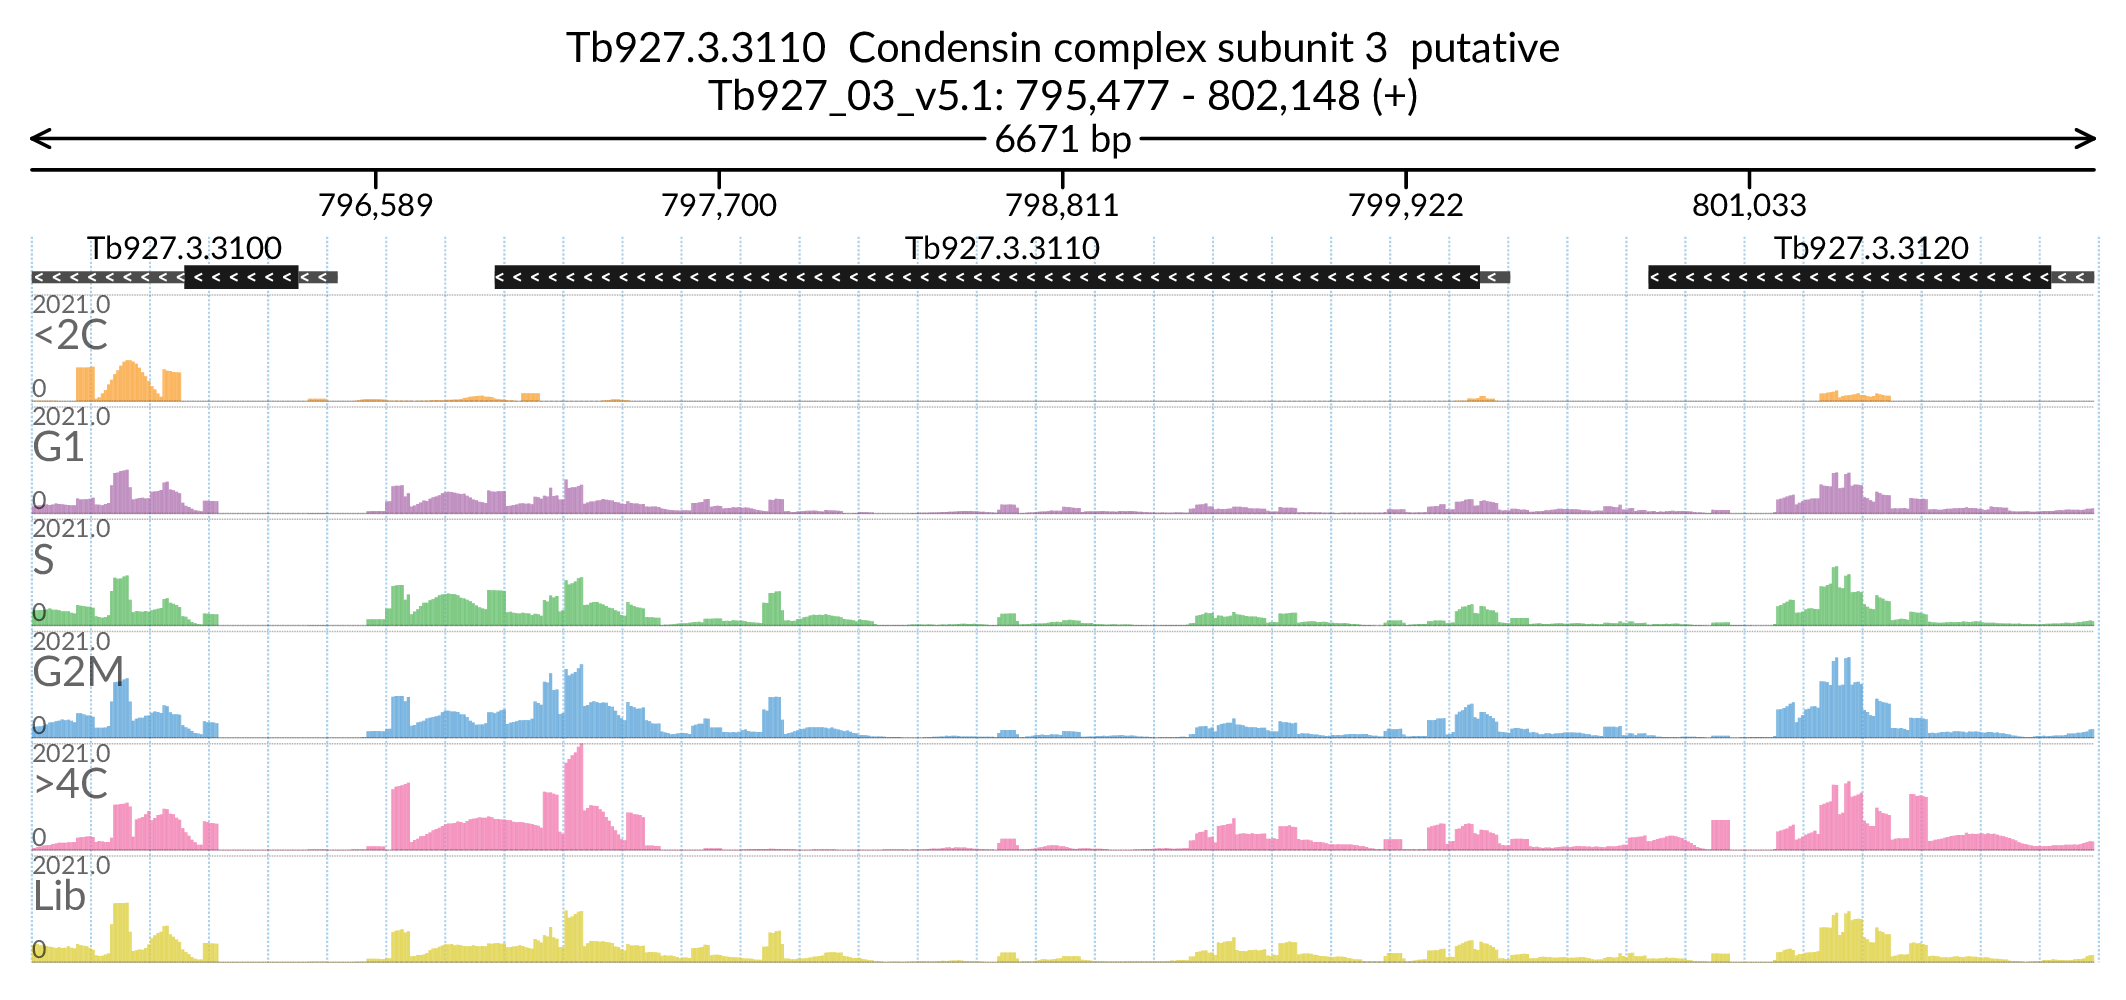 Tb927.3.3110  Condensin complex subunit 3  putative
Tb927_03_v5.1: 795,477 - 802,148 (+)
6671 bp
796,589 797,700 798,811 799,922 801,033
Tb927.3.3100 Tb927.3.3110 Tb927.3.3120
2021.0
<2C
0
2021.0
G1
0
2021.0
S
0
2021.0
G2M
0
2021.0
>4C
0
2021.0
Lib
0